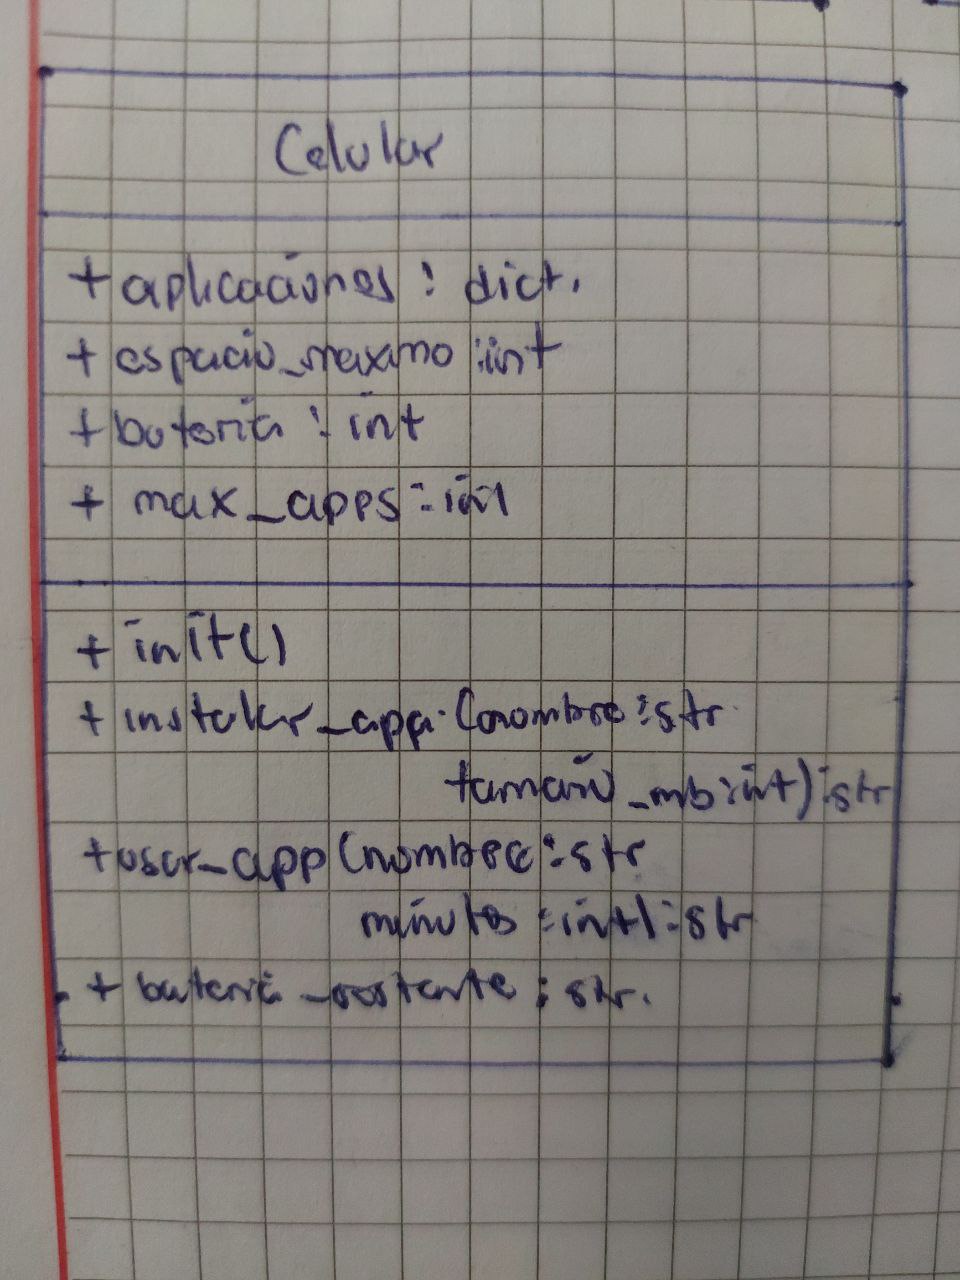 Celular
+ aplicaciones : dict.
+ espacio_maximo : int
+ bateria : int
+ max_apps : int
+ init()
+ instalar_app (nombre : str
tamaño_mb : int) : str
+ usar_app (nombre : str
minutos : int) : str
+ bateria_restante : str.